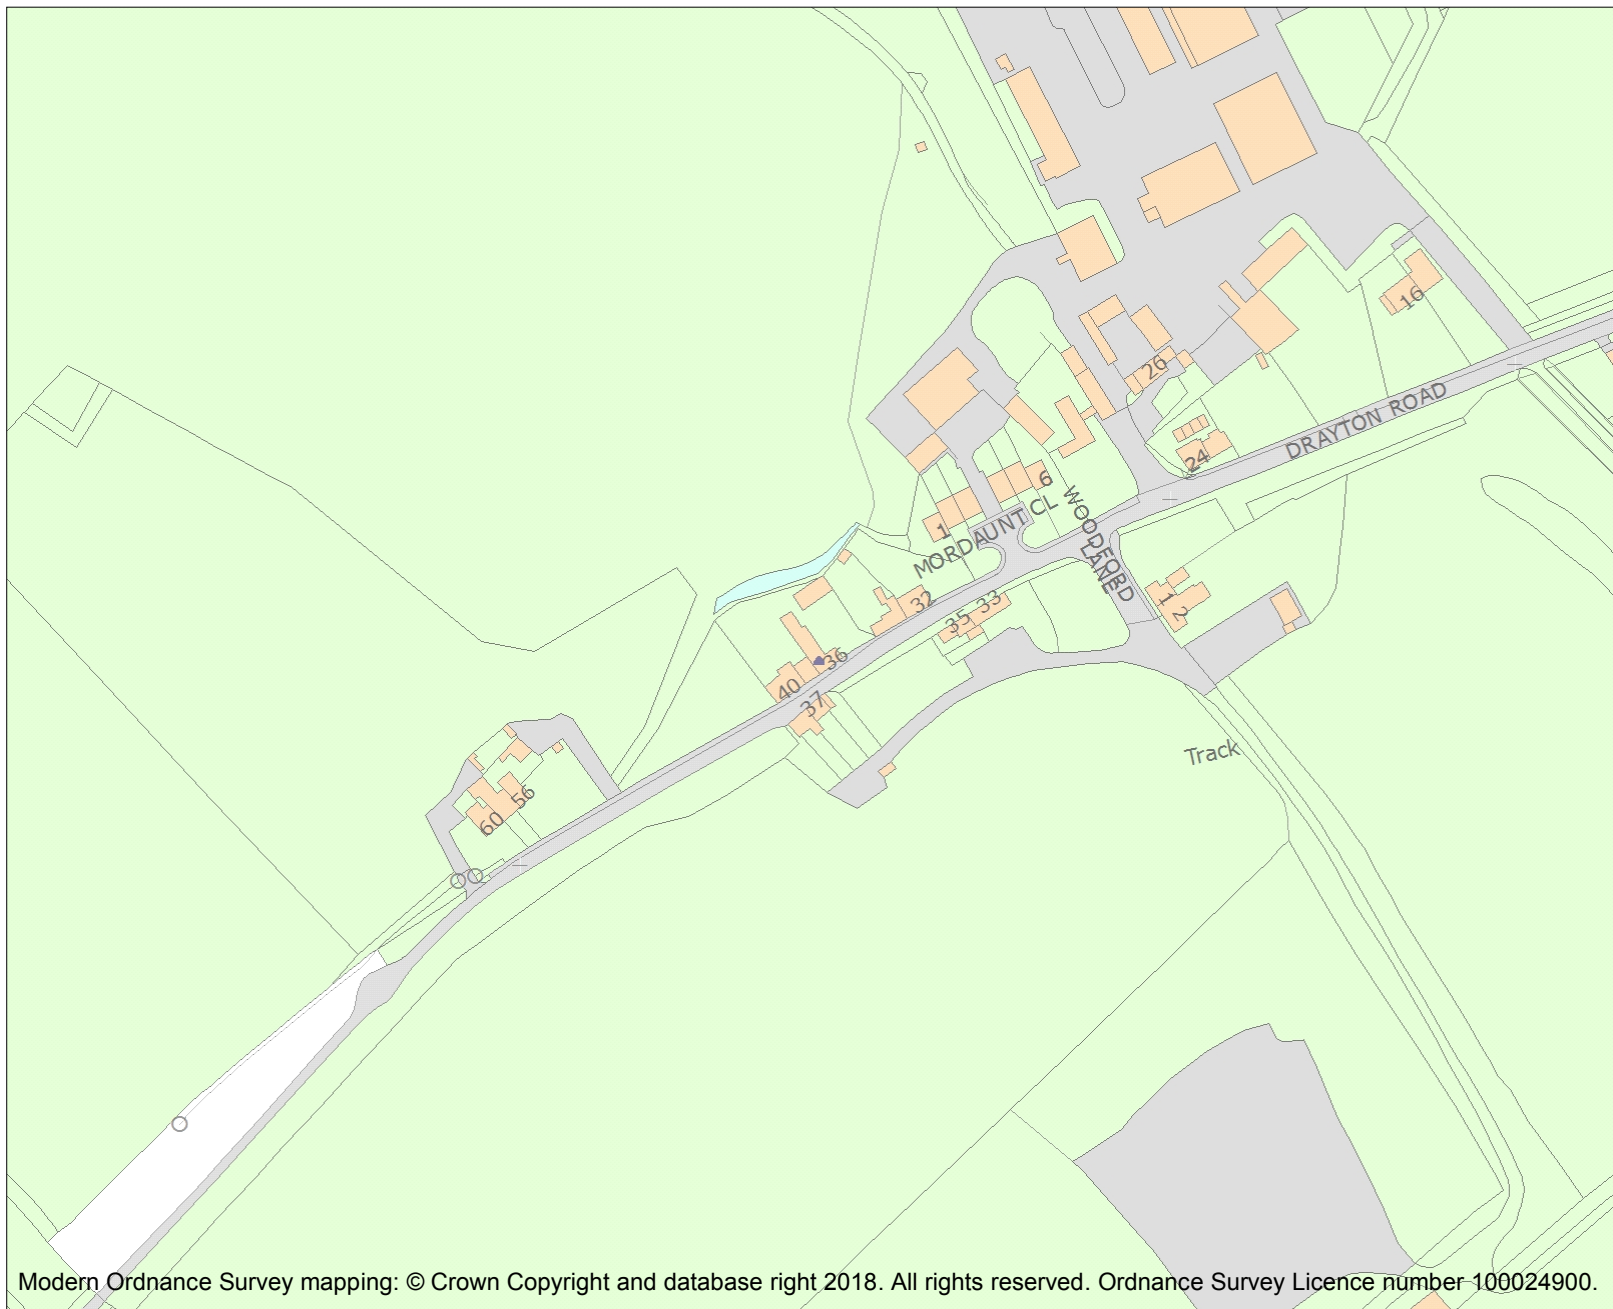 16
26
DRAYTON ROAD
24
6
1
MORDAUNT CL
WOODFORD
LANE
32
33
35
1
2
36
40
37
Track
56
60
Modern Ordnance Survey mapping: © Crown Copyright and database right 2018. All rights reserved. Ordnance Survey Licence number 100024900.